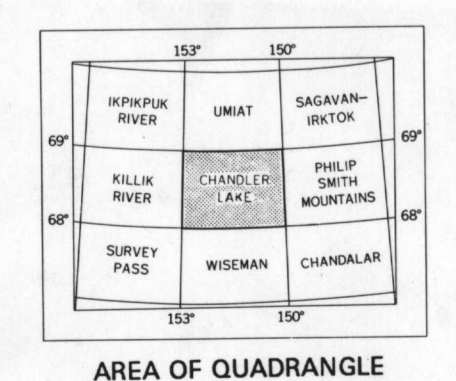 153° 150°
IKPIKPUK
RIVER
UMIAT
SAGAVAN—
IRKTOK
69° 69°
KILLIK
RIVER
CHANDLER
LAKE
PHILIP
SMITH
MOUNTAINS
68° 68°
SURVEY
PASS
WISEMAN
CHANDALAR
153° 150°
AREA OF QUADRANGLE